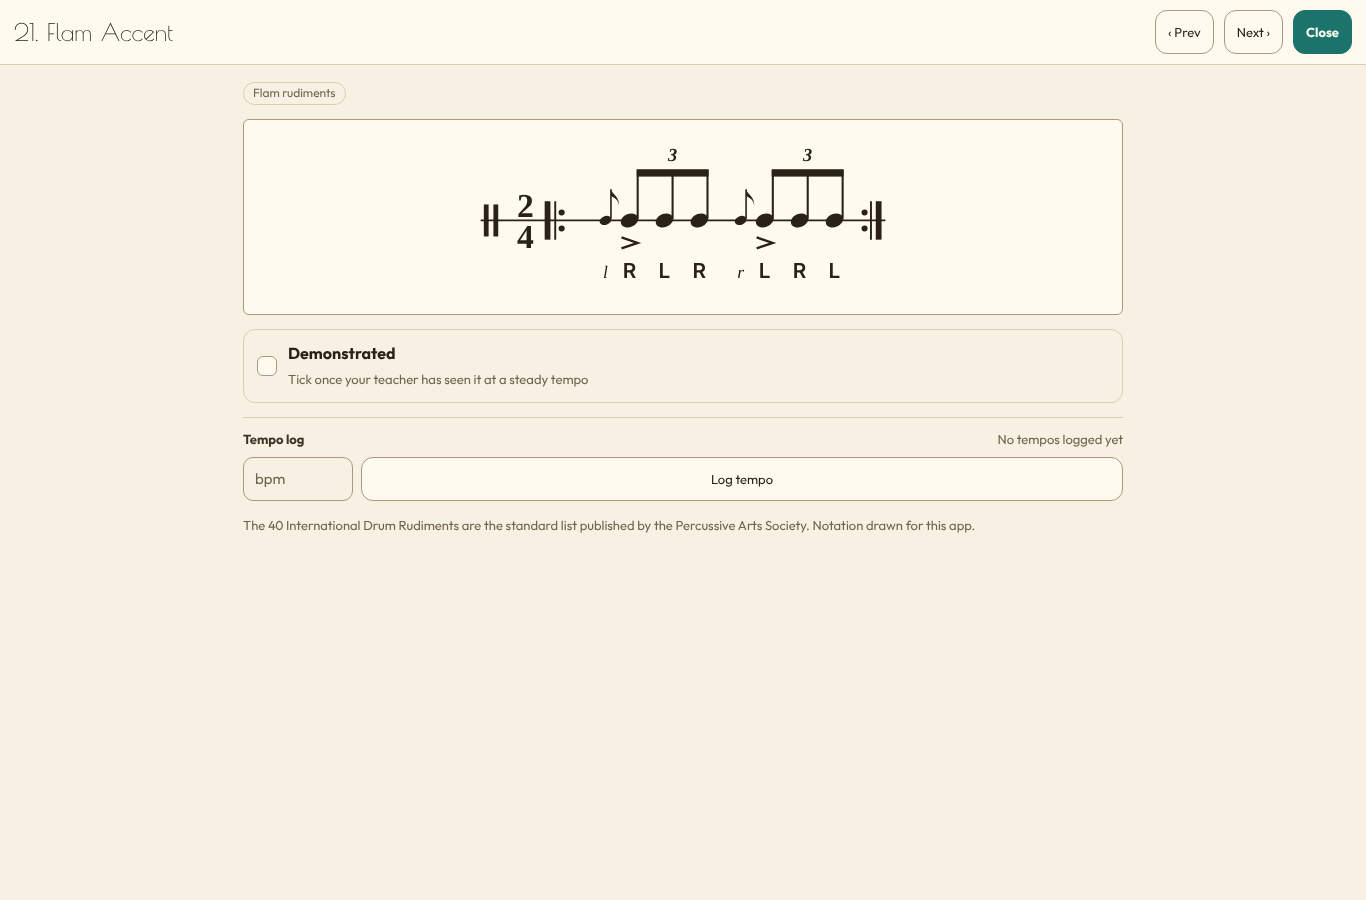 21. Flam Accent
‹ Prev
Next ›
Close
Flam rudiments
3 3
2
4
l R L R r L R L
Demonstrated
Tick once your teacher has seen it at a steady tempo
Tempo log
No tempos logged yet
bpm
Log tempo
The 40 International Drum Rudiments are the standard list published by the Percussive Arts Society. Notation drawn for this app.